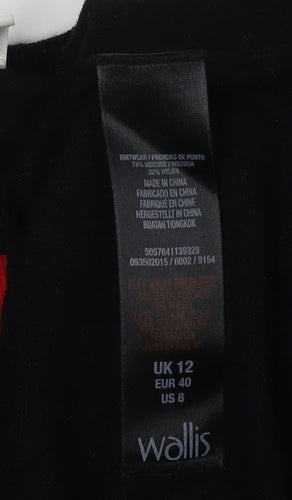 KNITWEAR / PRENDAS DE PUNTO
78% VISCOSE / VISCOSA
22% NYLON
MADE IN CHINA
FABRICADO EN CHINA
FABRIQUÉ EN CHINE
HERGESTELLT IN CHINA
BUATAN TIONGKOK
5057641139328
093502015 / 6002 / 9154
UK 12
EUR 40
US 8
wallis